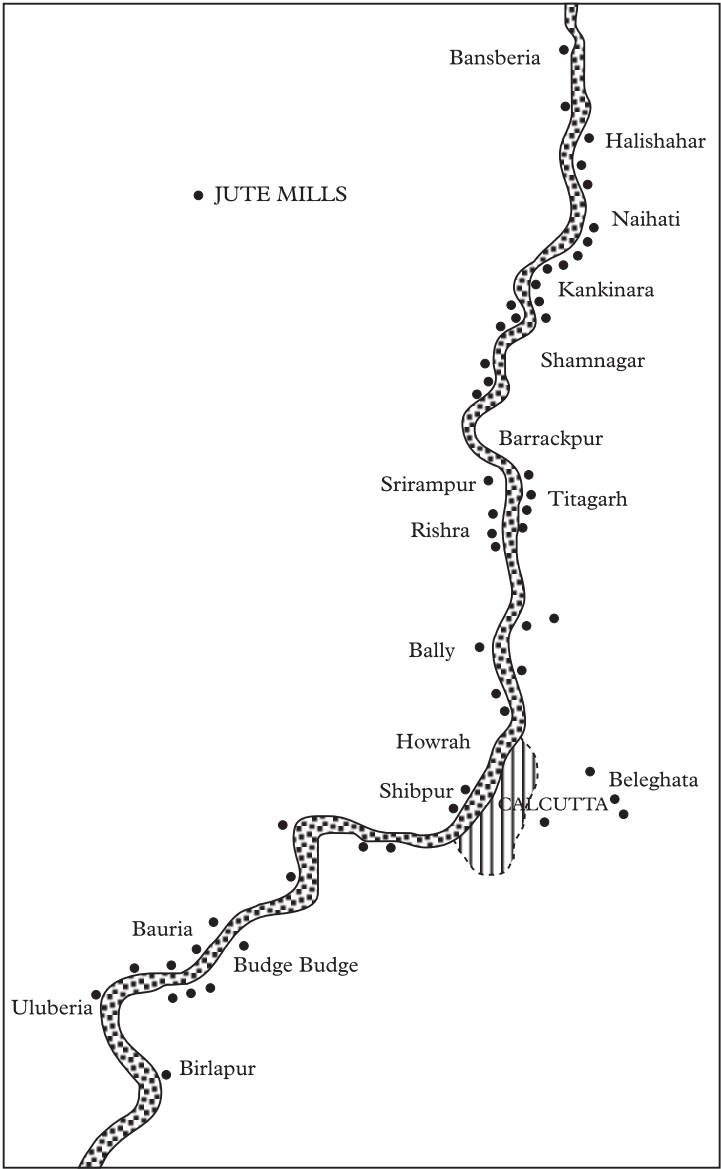 Bansberia
Halishahar
JUTE MILLS
Naihati
Kankinara
Shamnagar
Barrackpur
Srirampur
Titagarh
Rishra
Bally
Howrah
Beleghata
Shibpur
CALCUTTA
Bauria
Budge Budge
Uluberia
Birlapur